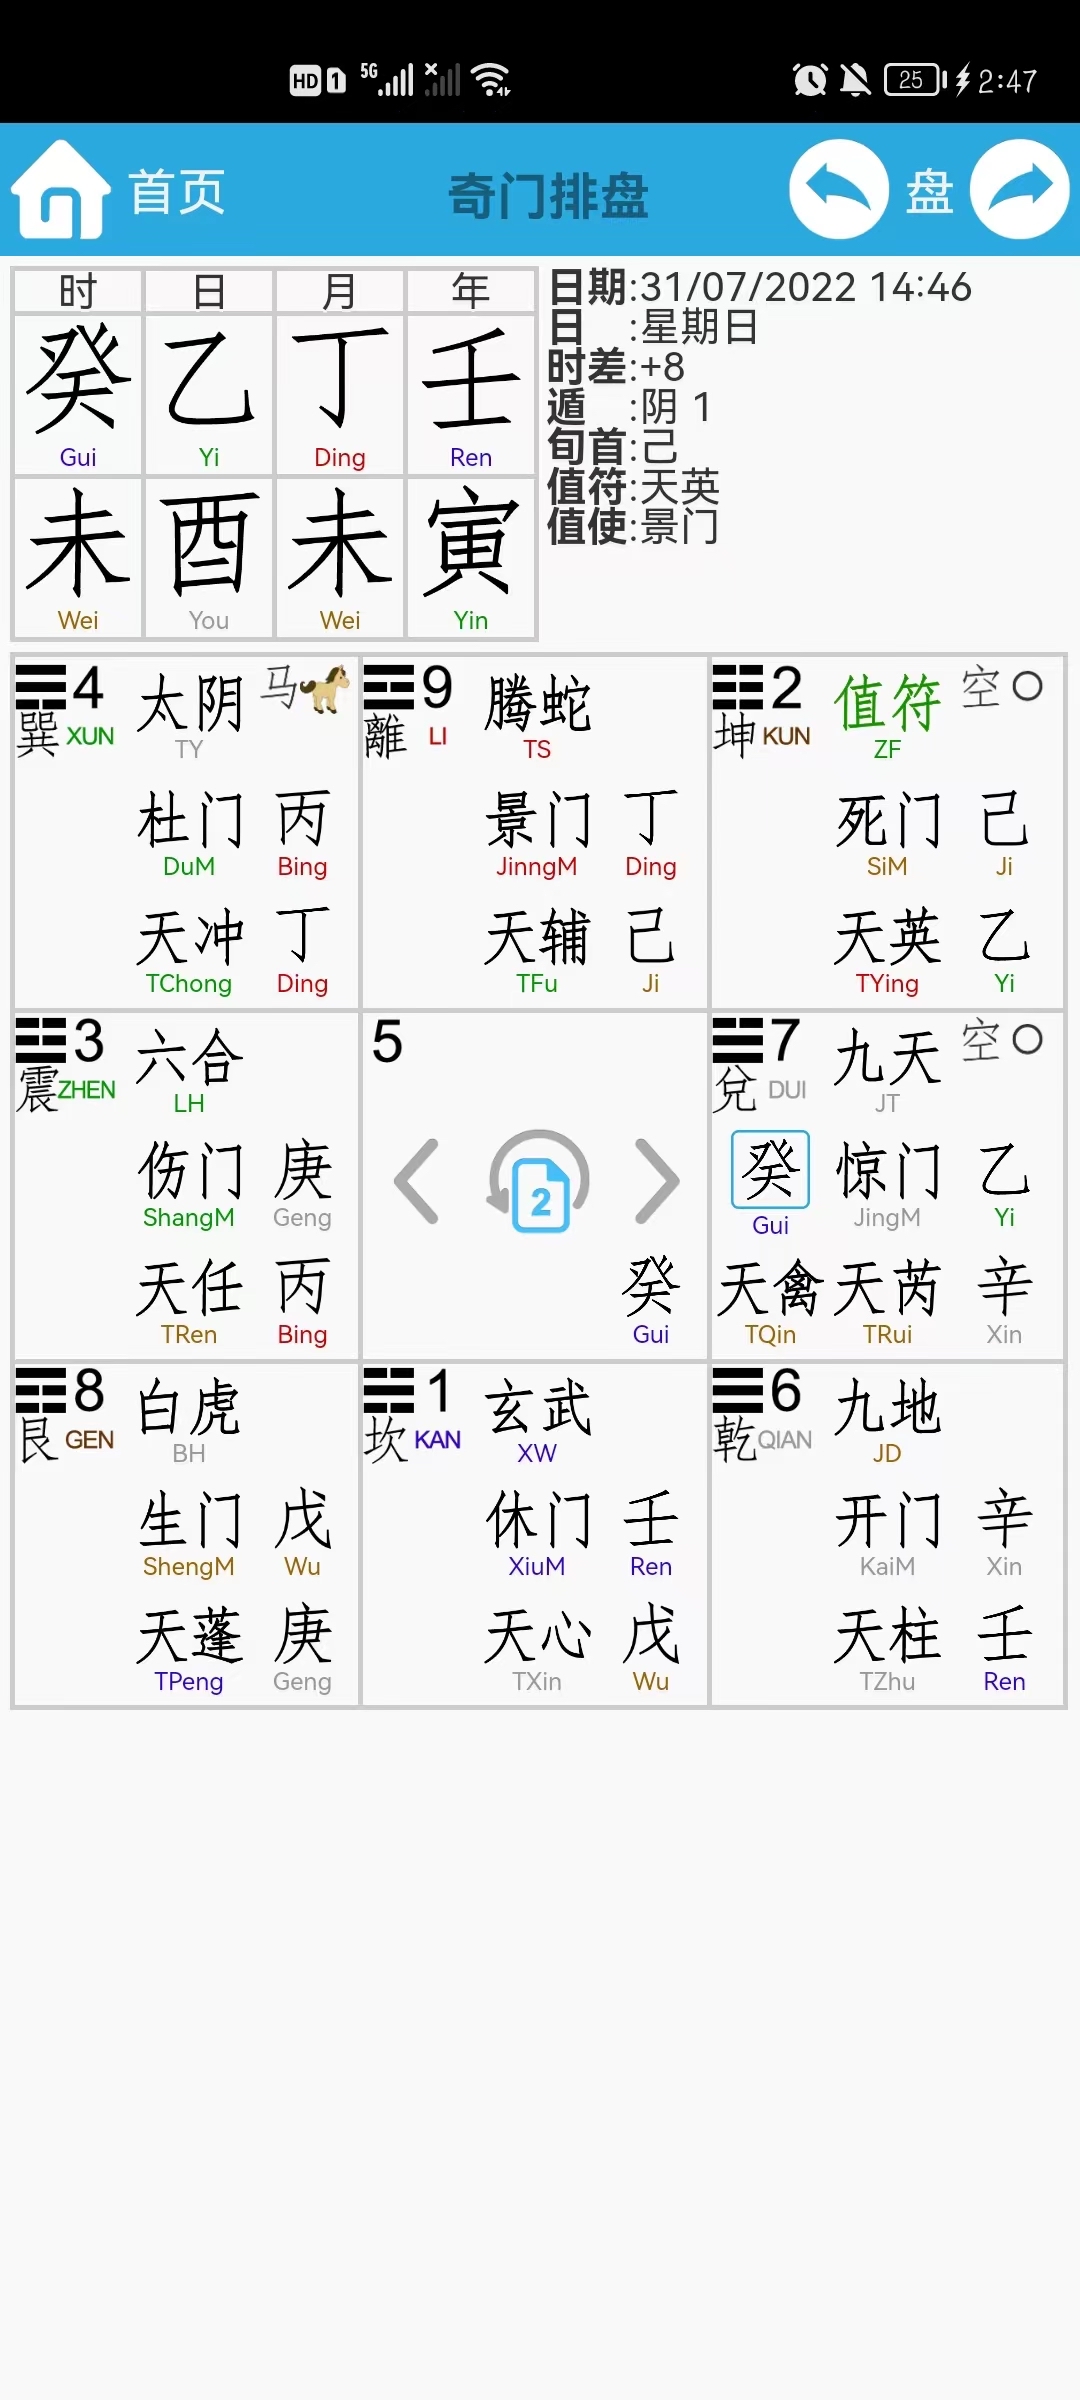 HD 1 5G 25 2:47
首页 奇门排盘 盘
时 日 月 年
癸 乙 丁 壬
Gui Yi Ding Ren
未 酉 未 寅
Wei You Wei Yin
日期:31/07/2022 14:46
日 :星期日
时差:+8
遁 :阴 1
旬首:己
值符:天英
值使:景门
4 太阴 马
巽 XUN TY
杜门 丙
DuM Bing
天冲 丁
TChong Ding
9 腾蛇
離 LI TS
景门 丁
JinngM Ding
天辅 己
TFu Ji
2 值符 空
坤 KUN ZF
死门 己
SiM Ji
天英 乙
TYing Yi
3 六合
震 ZHEN LH
伤门 庚
ShangM Geng
天任 丙
TRen Bing
5
2
癸
Gui
7 九天 空
兌 DUI JT
癸 惊门 乙
Gui JingM Yi
天禽 天芮 辛
TQin TRui Xin
8 白虎
艮 GEN BH
生门 戊
ShengM Wu
天蓬 庚
TPeng Geng
1 玄武
坎 KAN XW
休门 壬
XiuM Ren
天心 戊
TXin Wu
6 九地
乾 QIAN JD
开门 辛
KaiM Xin
天柱 壬
TZhu Ren